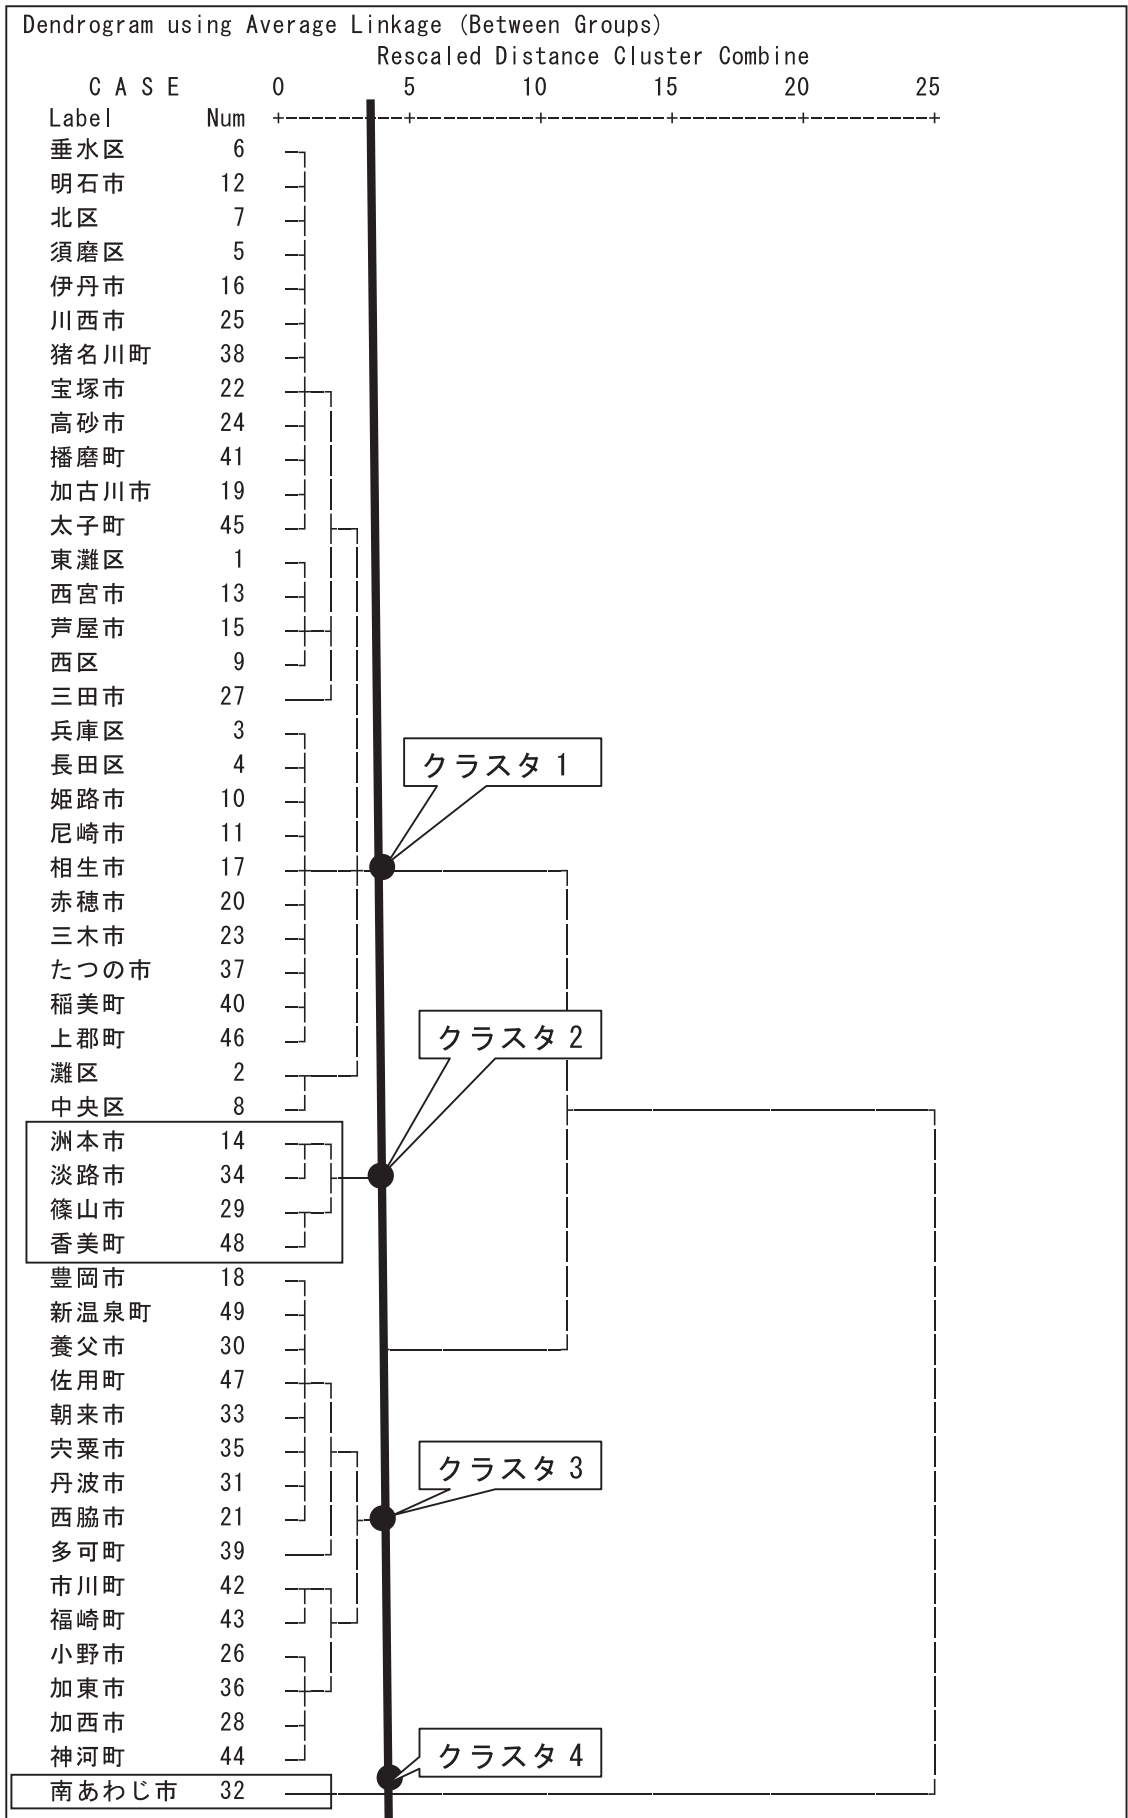 Dendrogram using Average Linkage (Between Groups)
Rescaled Distance Cluster Combine
C A S E 0 5 10 15 20 25
Label Num
垂水区 6
明石市 12
北区 7
須磨区 5
伊丹市 16
川西市 25
猪名川町 38
宝塚市 22
高砂市 24
播磨町 41
加古川市 19
太子町 45
東灘区 1
西宮市 13
芦屋市 15
西区 9
三田市 27
兵庫区 3
長田区 4
クラスタ 1
姫路市 10
尼崎市 11
相生市 17
赤穂市 20
三木市 23
たつの市 37
稲美町 40
上郡町 46
クラスタ 2
灘区 2
中央区 8
洲本市 14
淡路市 34
篠山市 29
香美町 48
豊岡市 18
新温泉町 49
養父市 30
佐用町 47
朝来市 33
宍粟市 35
クラスタ 3
丹波市 31
西脇市 21
多可町 39
市川町 42
福崎町 43
小野市 26
加東市 36
加西市 28
神河町 44
クラスタ 4
南あわじ市 32